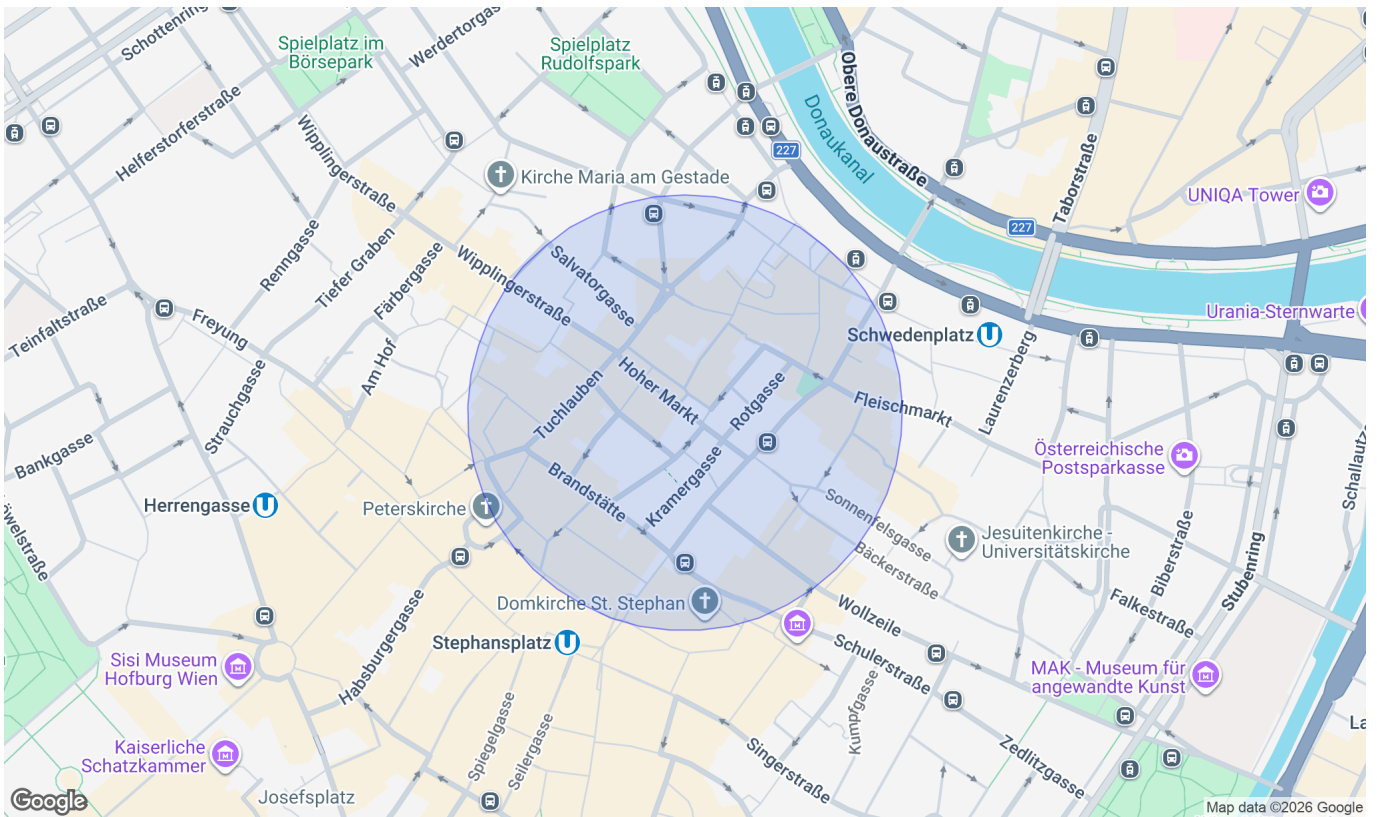 Schottenring
Spielplatz im
Börsepark
Werdertorgas
Spielplatz
Rudolfspark
Obere Donaustraße
Donaukanal
227
Taborstraße
Helferstorferstraße
Wipplingerstraße
Kirche Maria am Gestade
UNIQA Tower
227
Renngasse
Tiefer Graben
Färbergasse
Wipplingerstraße
Salvatorgasse
Teinfaltstraße
Freyung
Am Hof
Strauchgasse
Schwedenplatz
Urania-Sternwarte
Laurenzerberg
Hoher Markt
Tuchlauben
Rotgasse
Fleischmarkt
Bankgasse
Österreichische
Postsparkasse
Schallautz
Herrengasse
Peterskirche
Brandstätte
Kramergasse
Sonnenfelsgasse
Bäckerstraße
Jesuitenkirche -
Universitätskirche
Biberstraße
Stubenring
öwelstraße
Domkirche St. Stephan
Wollzeile
Falkestraße
Stephansplatz
Habsburgergasse
Schulerstraße
Sisi Museum
Hofburg Wien
MAK - Museum für
angewandte Kunst
Kumpfgasse
Spiegelgasse
Seilergasse
Singerstraße
Zedlitzgasse
La
Kaiserliche
Schatzkammer
Josefsplatz
Google
Map data ©2026 Google